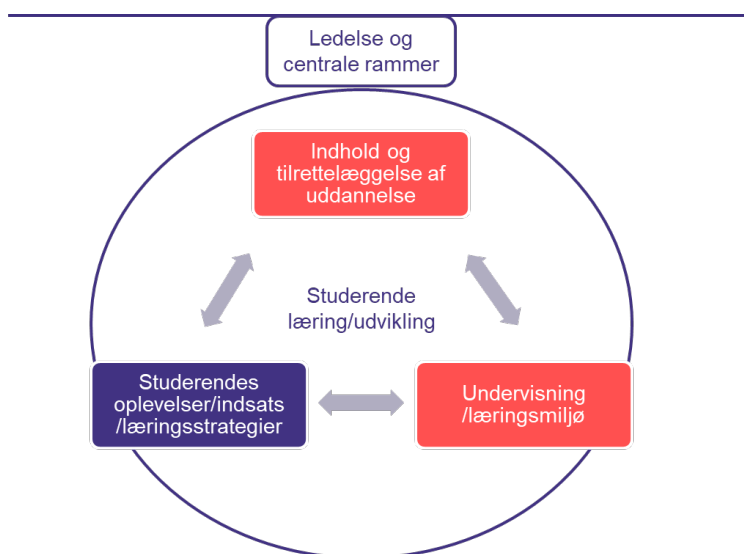 Ledelse og
centrale rammer
Indhold og
tilrettelæggelse af
uddannelse
Studerende
læring/udvikling
Studerendes
oplevelser/indsats
/læringsstrategier
Undervisning
/læringsmiljø